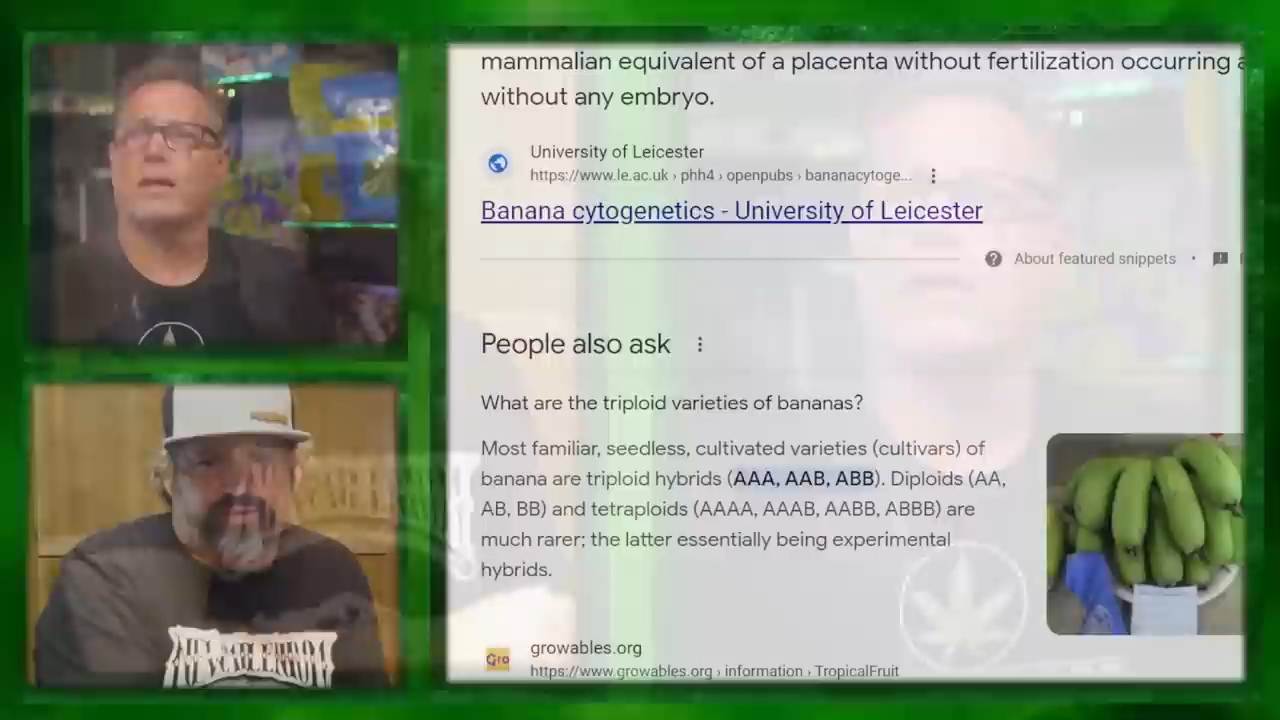 mammalian equivalent of a placenta without fertilization occurring
without any embryo.
University of Leicester
https://www.le.ac.uk › phh4 › openpubs › bananacytoge...
Banana cytogenetics - University of Leicester
About featured snippets
People also ask
What are the triploid varieties of bananas?
Most familiar, seedless, cultivated varieties (cultivars) of
banana are triploid hybrids (AAA, AAB, ABB). Diploids (AA,
AB, BB) and tetraploids (AAAA, AAAB, AABB, ABBB) are
much rarer; the latter essentially being experimental
hybrids.
Gro
growables.org
https://www.growables.org › information › TropicalFruit